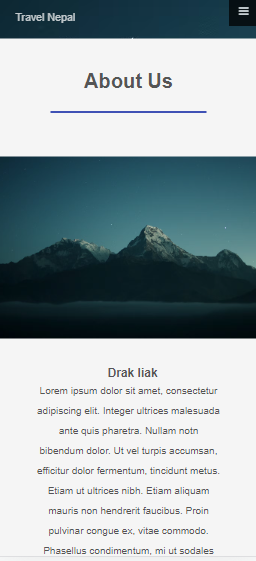 Travel Nepal
About Us
Drak liak
Lorem ipsum dolor sit amet, consectetur
adipiscing elit. Integer ultrices malesuada
ante quis pharetra. Nullam notn
bibendum dolor. Ut vel turpis accumsan,
efficitur dolor fermentum, tincidunt metus.
Etiam ut ultrices nibh. Etiam aliquam
mauris non hendrerit faucibus. Proin
pulvinar congue ex, vitae commodo.
Phasellus condimentum, mi ut sodales